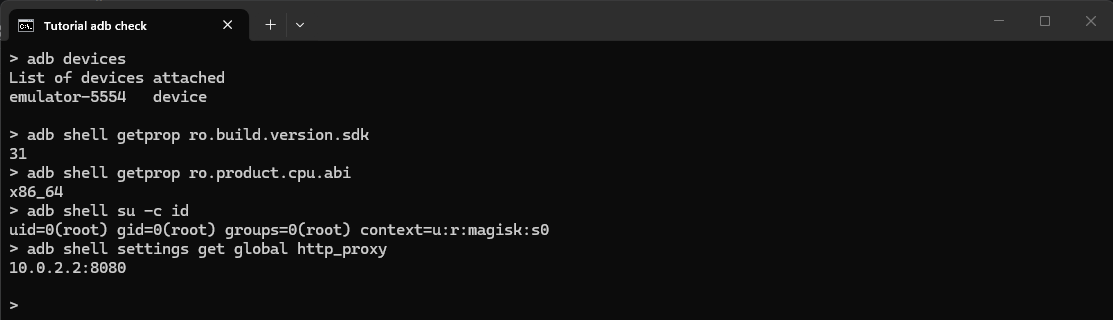 Tutorial adb check
> adb devices
List of devices attached
emulator-5554   device
> adb shell getprop ro.build.version.sdk
31
> adb shell getprop ro.product.cpu.abi
x86_64
> adb shell su -c id
uid=0(root) gid=0(root) groups=0(root) context=u:r:magisk:s0
> adb shell settings get global http_proxy
10.0.2.2:8080
>